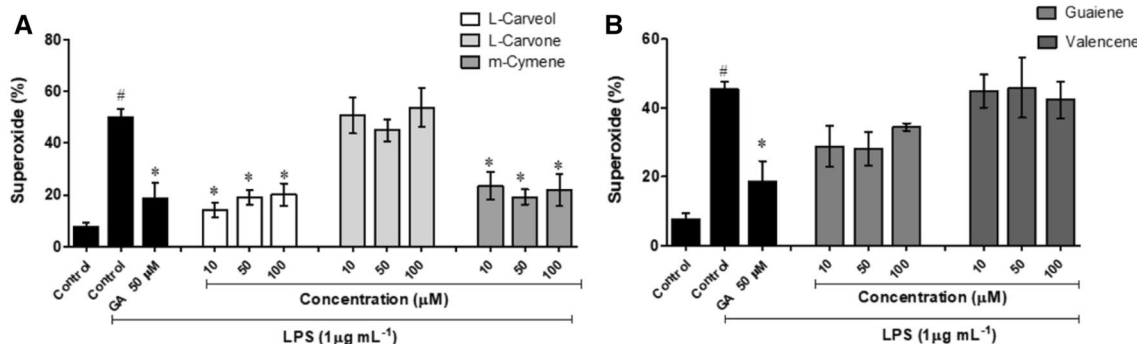 A
L-Carveol
L-Carvone
m-Cymene
Superoxide (%)
80
60
40
20
0
#
*
*
*
*
*
*
*
Control
Control
GA 50 µM
10
50
100
10
50
100
10
50
100
Concentration (µM)
LPS (1µg mL⁻¹)
B
Guaiene
Valencene
Superoxide (%)
60
40
20
0
#
*
Control
Control
GA 50 µM
10
50
100
10
50
100
Concentration (µM)
LPS (1µg mL⁻¹)